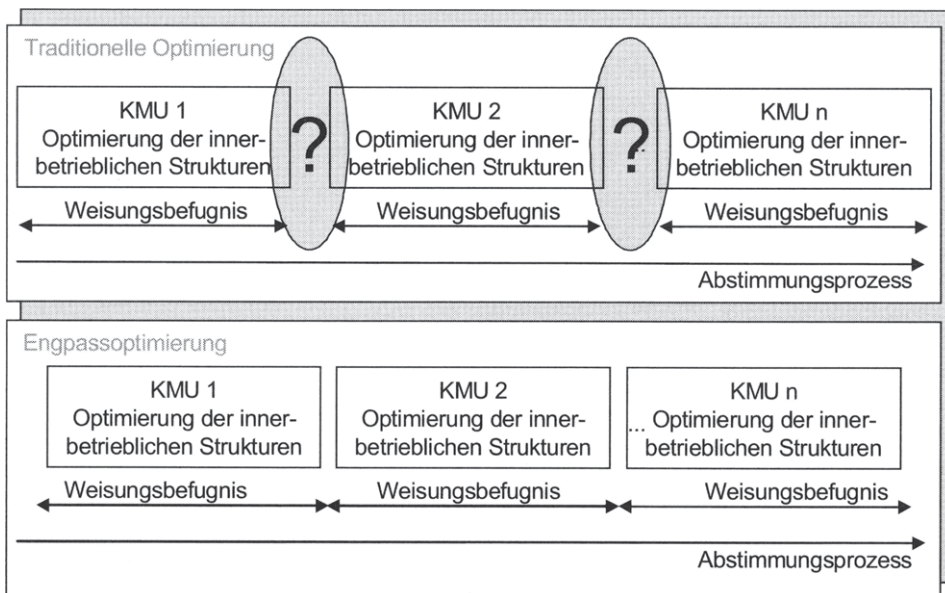 Traditionelle Optimierung
KMU 1
Optimierung der inner-
betrieblichen Strukturen
?
KMU 2
Optimierung der inner-
betrieblichen Strukturen
?
...
KMU n
Optimierung der inner-
betrieblichen Strukturen
Weisungsbefugnis
Weisungsbefugnis
Weisungsbefugnis
Abstimmungsprozess
Engpassoptimierung
KMU 1
Optimierung der inner-
betrieblichen Strukturen
KMU 2
Optimierung der inner-
betrieblichen Strukturen
...
KMU n
Optimierung der inner-
betrieblichen Strukturen
Weisungsbefugnis
Weisungsbefugnis
Weisungsbefugnis
Abstimmungsprozess